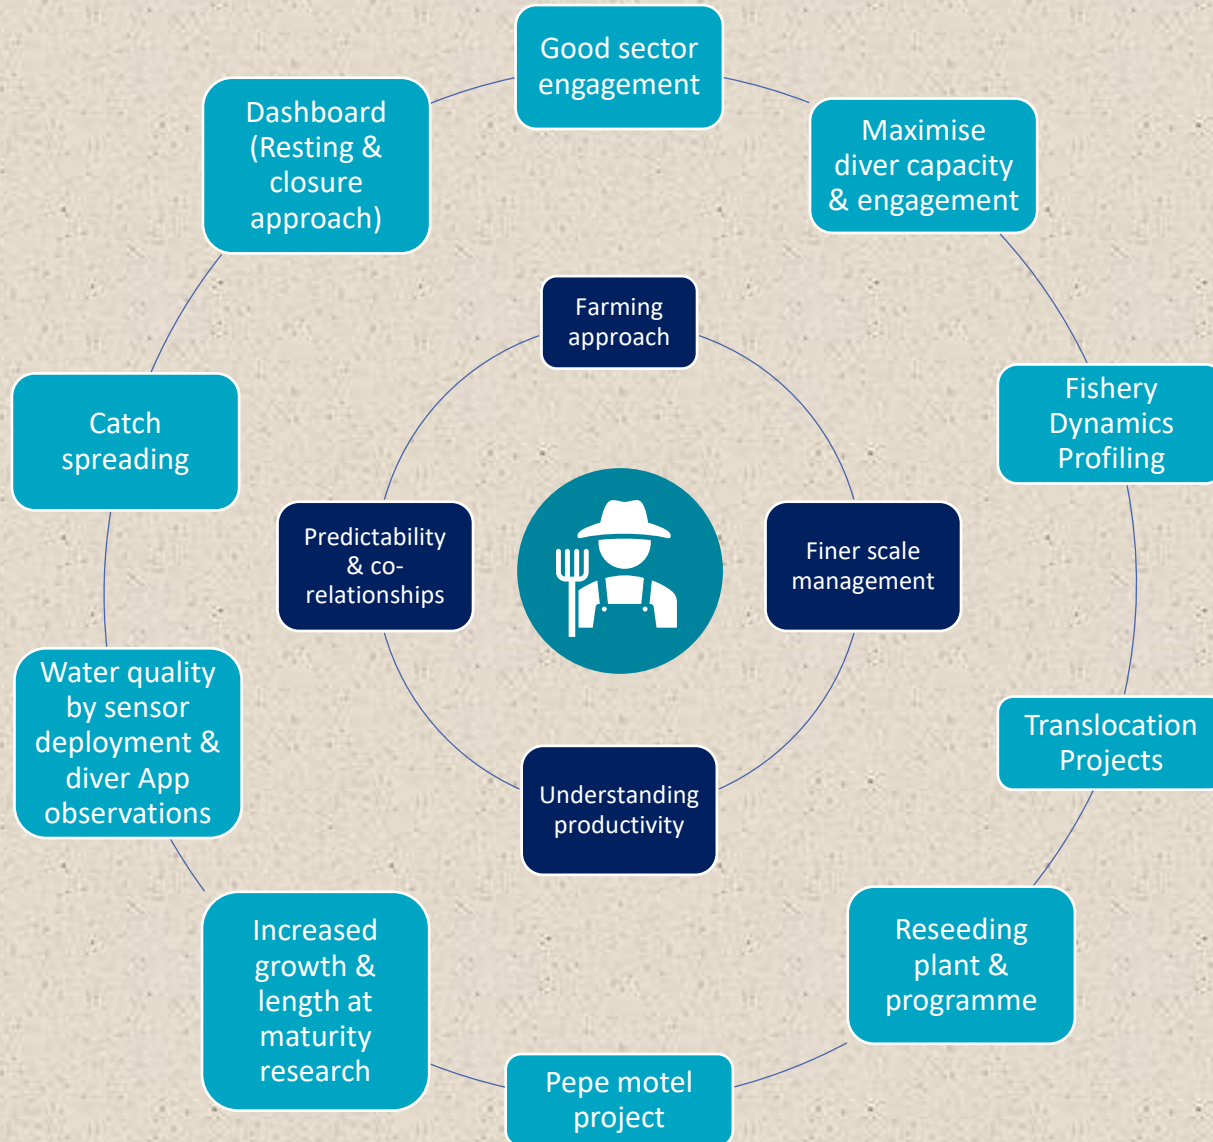 Good sector
engagement
Maximise
diver capacity
& engagement
Fishery
Dynamics
Profiling
Translocation
Projects
Reseeding
plant &
programme
Pepe motel
project
Increased
growth &
length at
maturity
research
Water quality
by sensor
deployment &
diver App
observations
Catch
spreading
Dashboard
(Resting &
closure
approach)
Farming
approach
Finer scale
management
Understanding
productivity
Predictability
& co-
relationships